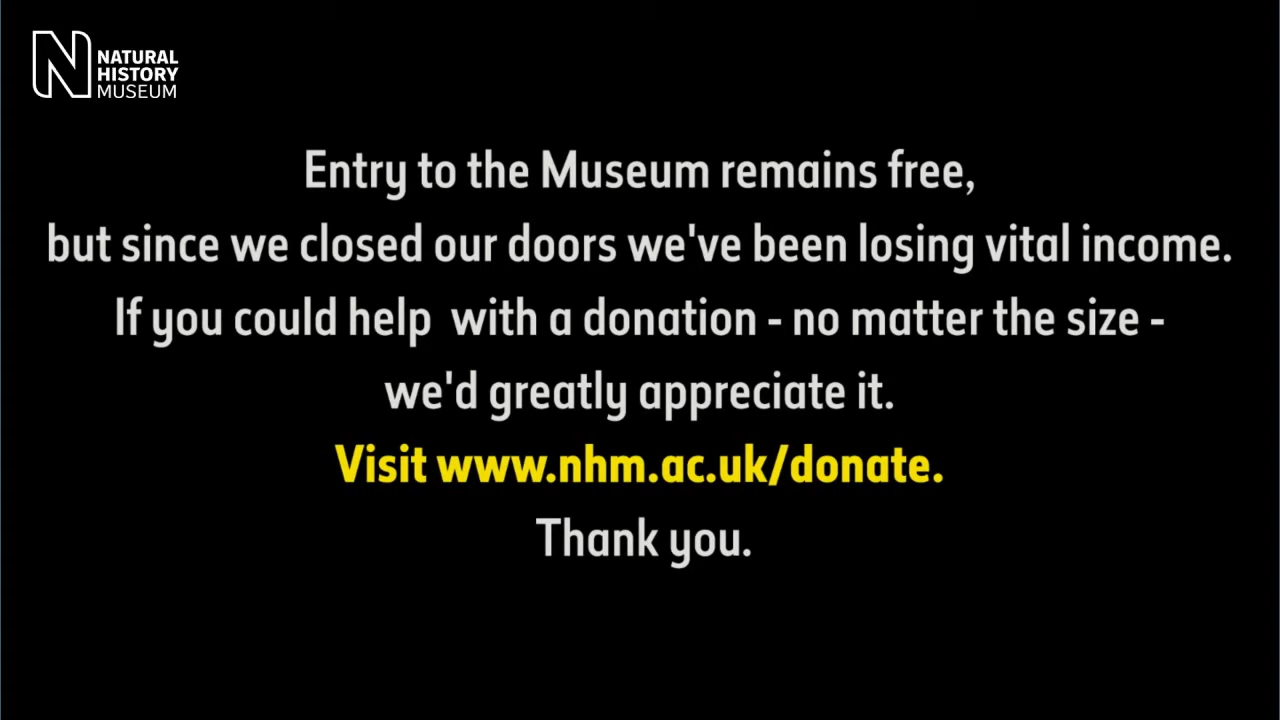 NATURAL
HISTORY
MUSEUM
Entry to the Museum remains free,
but since we closed our doors we've been losing vital income.
If you could help  with a donation - no matter the size -
we'd greatly appreciate it.
Visit www.nhm.ac.uk/donate.
Thank you.